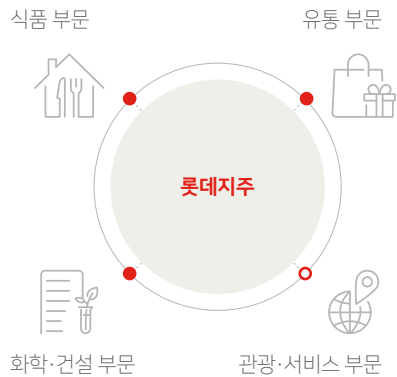 식품 부문
유통 부문
롯데지주
화학·건설 부문
관광·서비스 부문